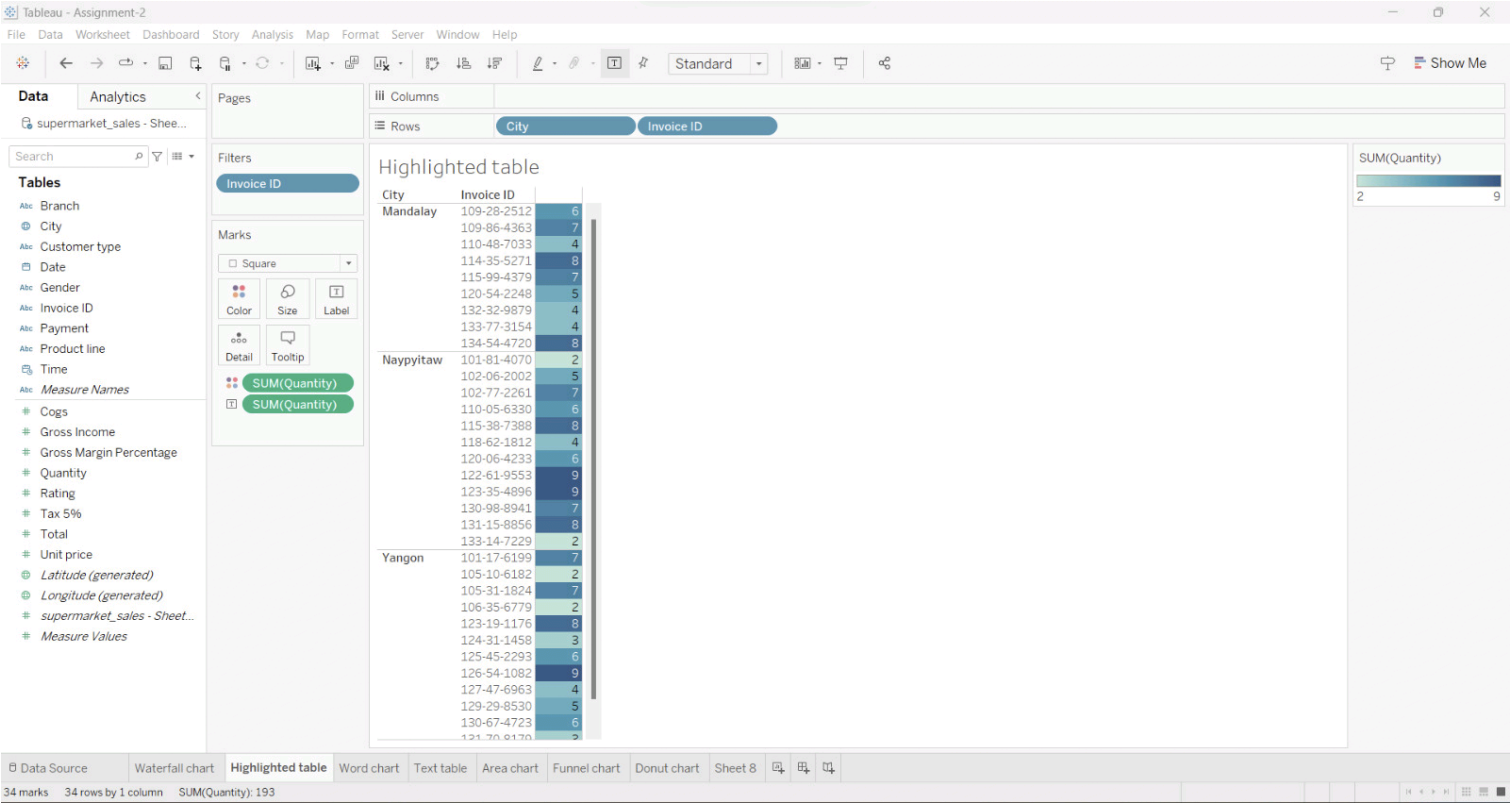 Tableau - Assignment-2
File Data Worksheet Dashboard Story Analysis Map Format Server Window Help
Standard
Show Me
Data Analytics
supermarket_sales - Shee...
Search
Tables
Abc Branch
City
Abc Customer type
Date
Abc Gender
Abc Invoice ID
Abc Payment
Abc Product line
Time
Abc Measure Names
# Cogs
# Gross Income
# Gross Margin Percentage
# Quantity
# Rating
# Tax 5%
# Total
# Unit price
Latitude (generated)
Longitude (generated)
# supermarket_sales - Sheet...
# Measure Values
Pages
Filters
Invoice ID
Marks
Square
Color Size Label
Detail Tooltip
SUM(Quantity)
SUM(Quantity)
Columns
Rows City Invoice ID
Highlighted table
City Invoice ID
Mandalay 109-28-2512 6
109-86-4363 7
110-48-7033 4
114-35-5271 8
115-99-4379 7
120-54-2248 5
132-32-9879 4
133-77-3154 4
134-54-4720 8
Naypyitaw 101-81-4070 2
102-06-2002 5
102-77-2261 7
110-05-6330 6
115-38-7388 8
118-62-1812 4
120-06-4233 6
122-61-9553 9
123-35-4896 9
130-98-8941 7
131-15-8856 8
133-14-7229 2
Yangon 101-17-6199 7
105-10-6182 2
105-31-1824 7
106-35-6779 2
123-19-1176 8
124-31-1458 3
125-45-2293 6
126-54-1082 9
127-47-6963 4
129-29-8530 5
130-67-4723 6
131-70-8179 3
SUM(Quantity)
2 9
Data Source Waterfall chart Highlighted table Word chart Text table Area chart Funnel chart Donut chart Sheet 8
34 marks 34 rows by 1 column SUM(Quantity): 193